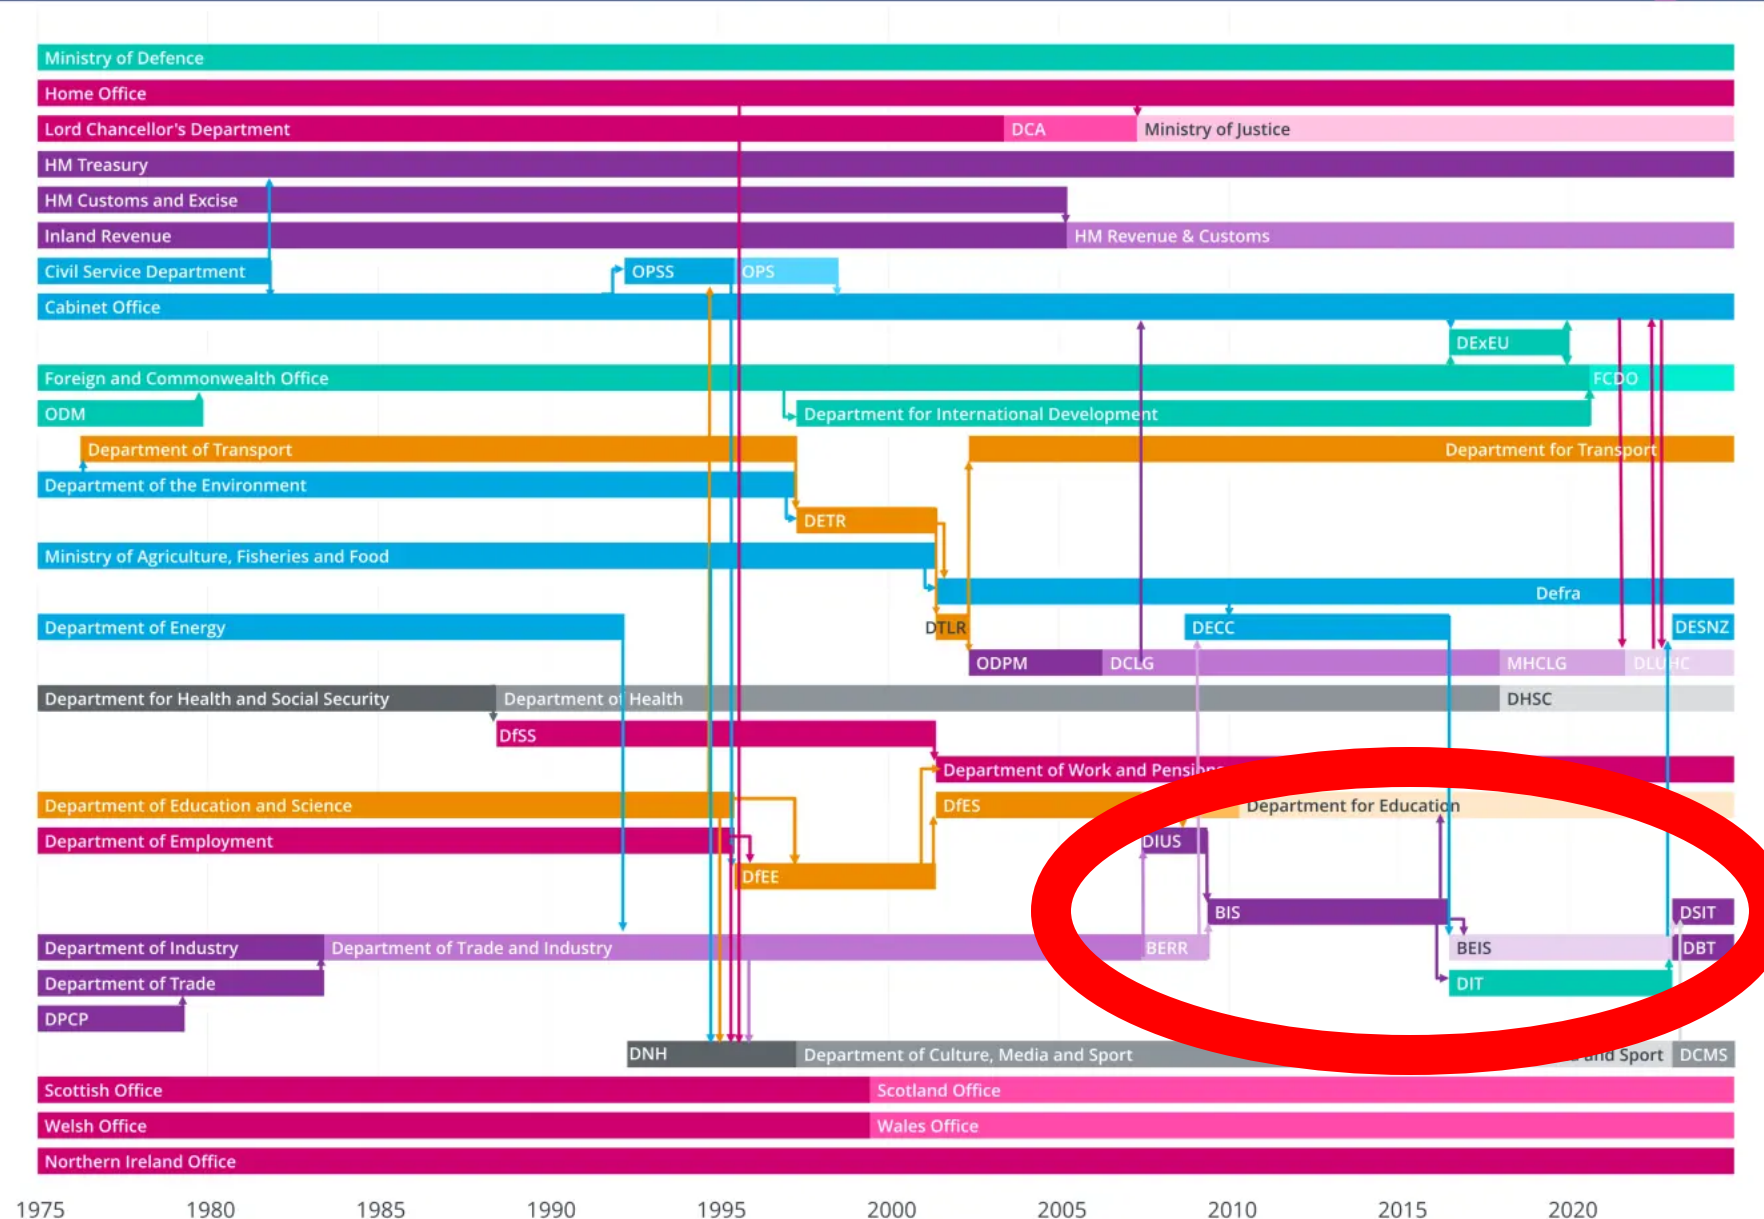 Ministry of Defence
Home Office
Lord Chancellor's Department DCA Ministry of Justice
HM Treasury
HM Customs and Excise
Inland Revenue HM Revenue & Customs
Civil Service Department OPSS OPS
Cabinet Office
DExEU
Foreign and Commonwealth Office FCDO
ODM Department for International Development
Department of Transport Department for Transport
Department of the Environment
DETR
Ministry of Agriculture, Fisheries and Food
Defra
Department of Energy DTLR DECC DESNZ
ODPM DCLG MHCLG DLUHC
Department for Health and Social Security Department of Health DHSC
DfSS
Department of Work and Pensions
Department of Education and Science DfES Department for Education
Department of Employment DIUS
DfEE
BIS DSIT
Department of Industry Department of Trade and Industry BERR BEIS DBT
Department of Trade DIT
DPCP
DNH Department of Culture, Media and Sport and Sport DCMS
Scottish Office Scotland Office
Welsh Office Wales Office
Northern Ireland Office
1975 1980 1985 1990 1995 2000 2005 2010 2015 2020